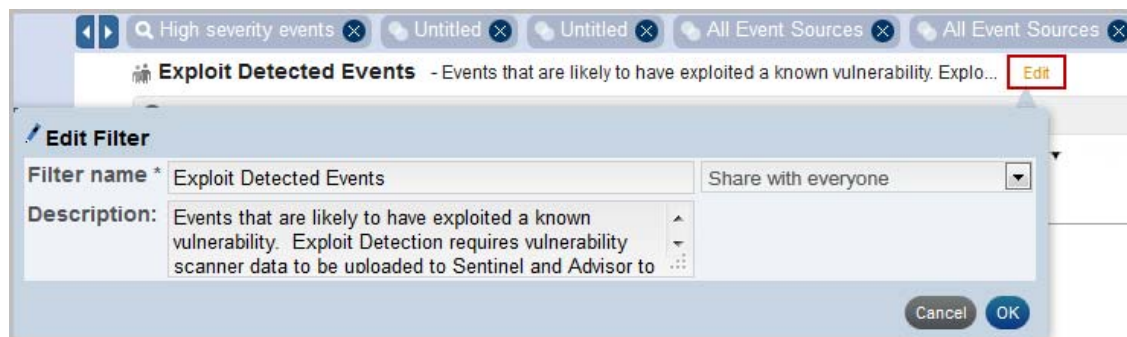 High severity events Untitled Untitled All Event Sources All Event Sources
Exploit Detected Events - Events that are likely to have exploited a known vulnerability. Explo... Edit
Edit Filter
Filter name * Exploit Detected Events Share with everyone
Description: Events that are likely to have exploited a known
vulnerability. Exploit Detection requires vulnerability
scanner data to be uploaded to Sentinel and Advisor to
Cancel OK